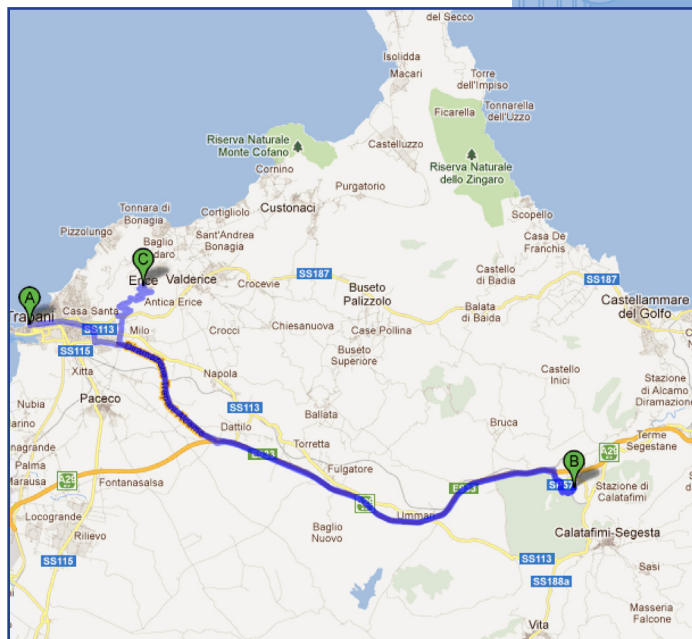 del Secco
Isolidda
Macari
Torre
dell'Impiso
Ficarella
Tonnarella
dell'Uzzo
Riserva Naturale
Monte Cofano
Castelluzzo
Cornino
Riserva Naturale
dello Zingaro
Purgatorio
Tonnara di
Bonagia
Cortigliolo
Custonaci
Scopello
Pizzolungo
Baglio
Sant'Andrea
Bonagia
Casa De
Franchis
C
Erice
Valderice
Crocevie
SS187
Castello
di Badia
SS187
A
Trapani
Casa Santa
Antica Erice
Buseto
Palizzolo
Balata
di Baida
Castellammare
del Golfo
SS113
Milo
Crocci
Chiesanuova
Case Pollina
SS115
Xitta
Napola
Buseto
Superiore
Castello
Inici
Stazione
di Alcamo
Diramazione
Paceco
Nubia
SS113
Ballata
Bruca
Dattilo
Torretta
Terme
Segestane
A29
Palma
Marausa
A29
Fontanasalsa
Fulgatore
B
Stazione di
Calatafimi
Locogrande
Rilievo
Baglio
Nuovo
Calatafimi-Segesta
SS115
SS113
Sasi
SS188a
Masseria
Falcone
Vita